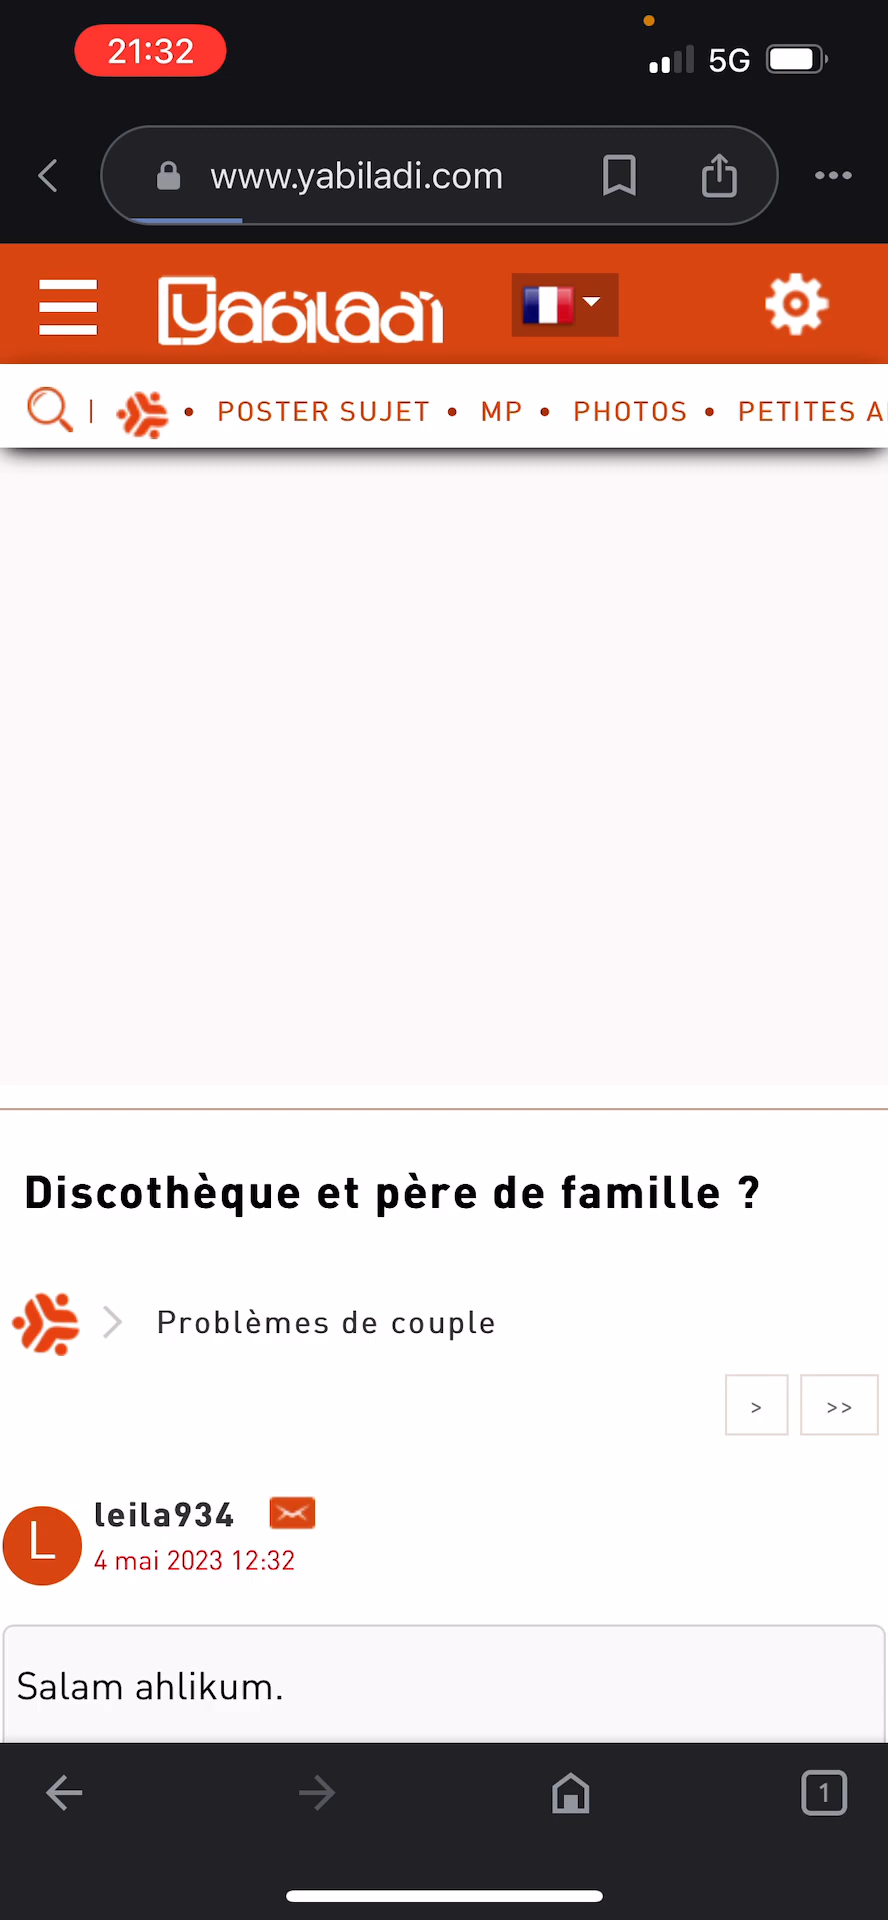 21:32
5G
www.yabiladi.com
yabiladi
| • POSTER SUJET • MP • PHOTOS • PETITES A
Discothèque et père de famille ?
Problèmes de couple
> >>
leila934
L
4 mai 2023 12:32
Salam ahlikum.
1